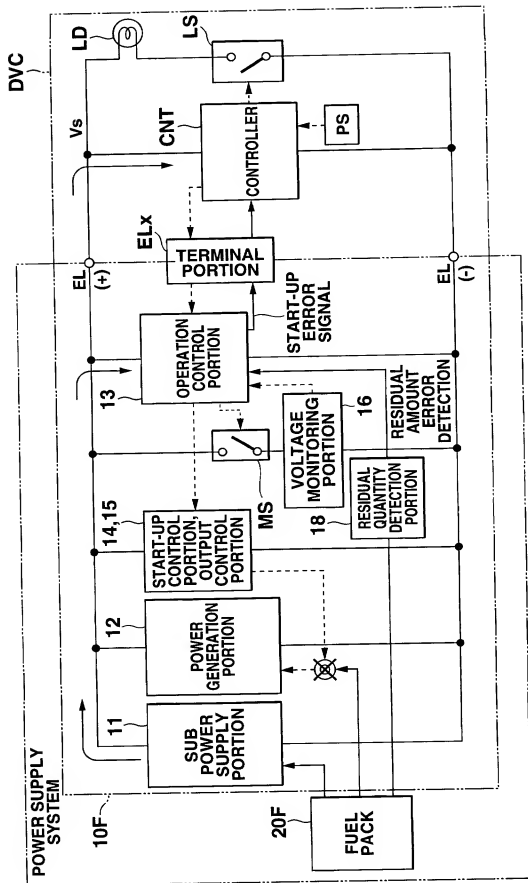 POWER SUPPLY
SYSTEM
10F
20F
FUEL
PACK
11
SUB
POWER
SUPPLY
PORTION
12
POWER
GENERATION
PORTION
14,15
START-UP
CONTROL
PORTION,
OUTPUT
CONTROL
PORTION
MS
16
VOLTAGE
MONITORING
PORTION
18
RESIDUAL
QUANTITY
DETECTION
PORTION
13
OPERATION
CONTROL
PORTION
START-UP
ERROR
SIGNAL
RESIDUAL
AMOUNT
ERROR
DETECTION
EL
(+)
ELx
TERMINAL
PORTION
EL
(-)
DVC
Vs
CNT
CONTROLLER
PS
LD
LS